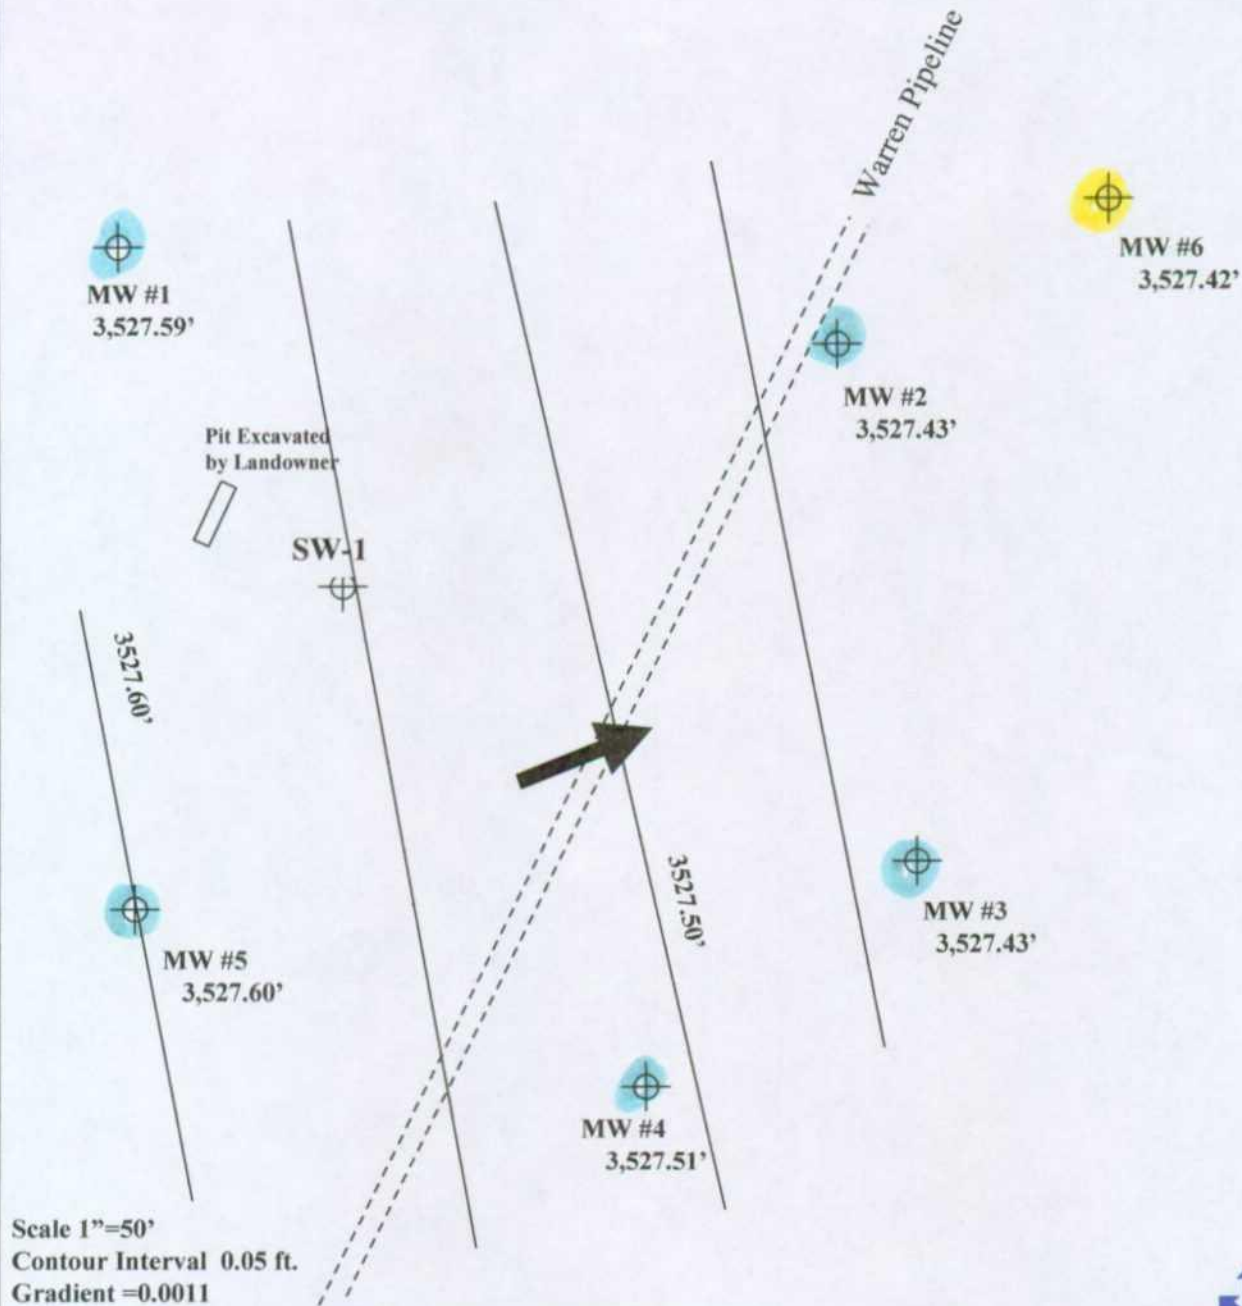 Warren Pipeline
MW #6
3,527.42’
MW #1
3,527.59’
MW #2
3,527.43’
Pit Excavated
by Landowner
SW-1
3527.60’
3527.50’
MW #3
3,527.43’
MW #5
3,527.60’
MW #4
3,527.51’
Scale 1”=50’
Contour Interval 0.05 ft.
Gradient =0.0011